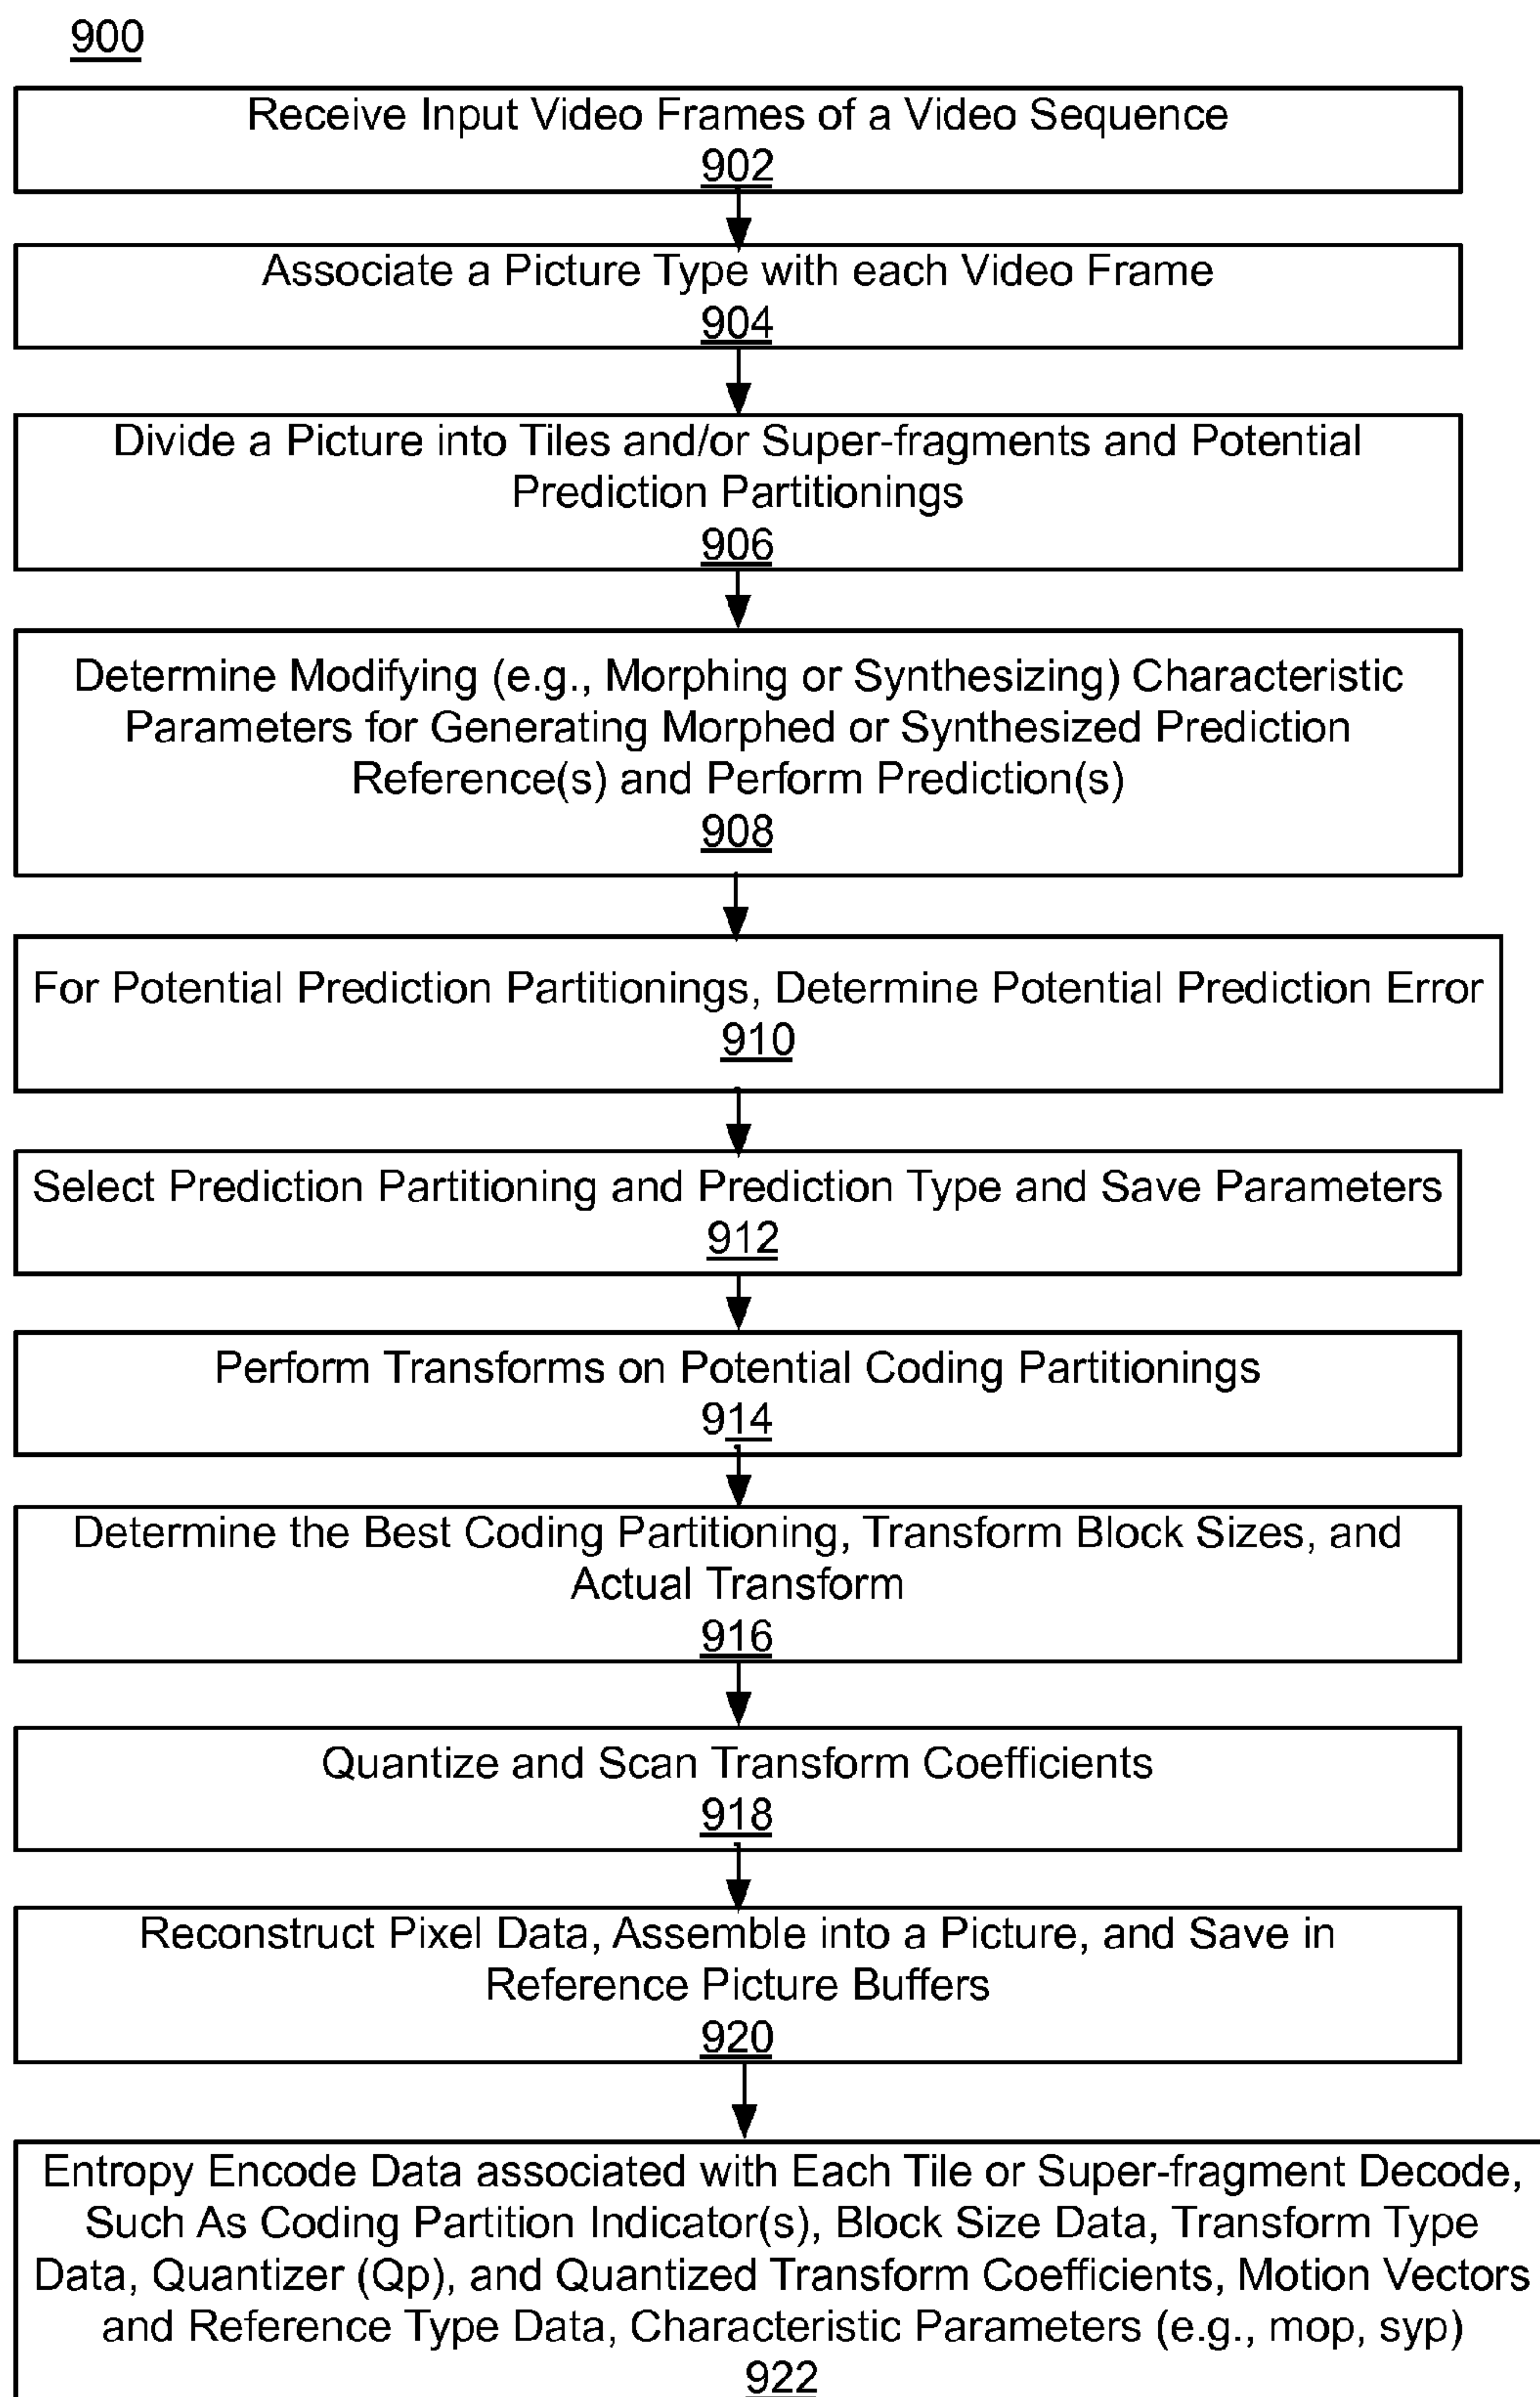 900
Receive Input Video Frames of a Video Sequence
902
Associate a Picture Type with each Video Frame
904
Divide a Picture into Tiles and/or Super-fragments and Potential
Prediction Partitionings
906
Determine Modifying (e.g., Morphing or Synthesizing) Characteristic
Parameters for Generating Morphed or Synthesized Prediction
Reference(s) and Perform Prediction(s)
908
For Potential Prediction Partitionings, Determine Potential Prediction Error
910
Select Prediction Partitioning and Prediction Type and Save Parameters
912
Perform Transforms on Potential Coding Partitionings
914
Determine the Best Coding Partitioning, Transform Block Sizes, and
Actual Transform
916
Quantize and Scan Transform Coefficients
918
Reconstruct Pixel Data, Assemble into a Picture, and Save in
Reference Picture Buffers
920
Entropy Encode Data associated with Each Tile or Super-fragment Decode,
Such As Coding Partition Indicator(s), Block Size Data, Transform Type
Data, Quantizer (Qp), and Quantized Transform Coefficients, Motion Vectors
and Reference Type Data, Characteristic Parameters (e.g., mop, syp)
922